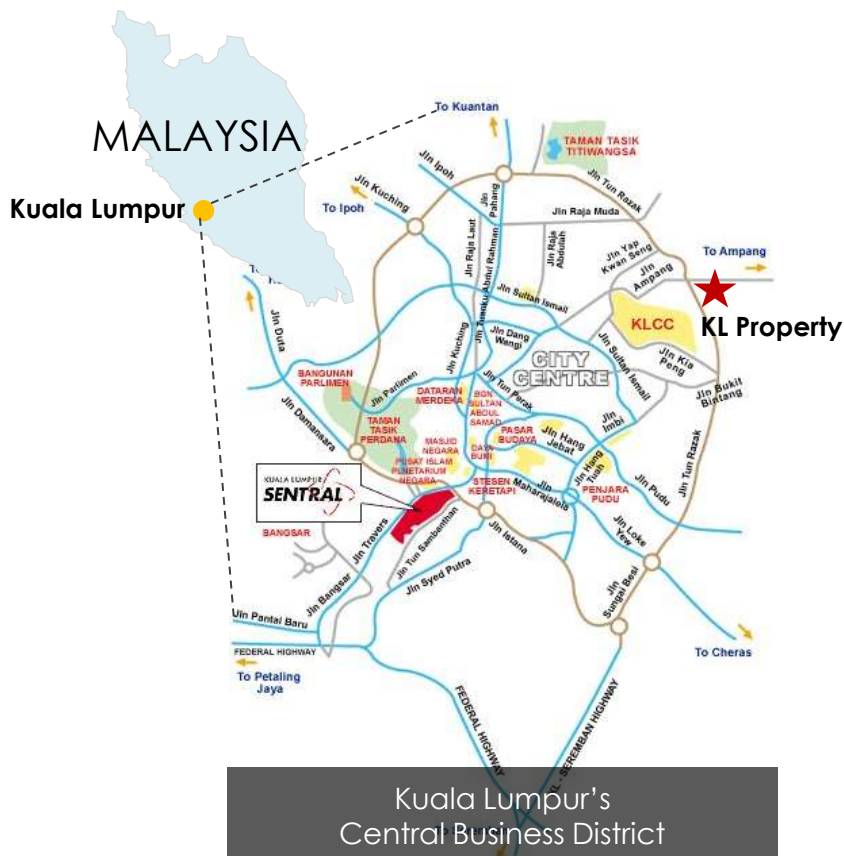 MALAYSIA
Kuala Lumpur
To Kuantan
TAMAN TASIK
TITIWANGSA
Jln Ipoh
Jln Kuching
Jln
Pahang
Jln Tun Razak
To Ipoh
Jln Raja Muda
Jln Raja Laut
Jln Tuanku Abdul Rahman
Jln Raja
Abdullah
Jln Yap
Kwan Seng
Jln
Ampang
To Ampang
To
Jln Duta
Jln Sultan Ismail
KLCC
KL Property
Jln Kuching
Jln Dang
Wangi
CITY
CENTRE
Jln Sultan Ismail
Jln Kia
Peng
Jln Bukit
Bintang
BANGUNAN
PARLIMEN
Jln Parlimen
DATARAN
MERDEKA
BGN
SULTAN
ABDUL
SAMAD
Jln Tun Perak
Jln Damansara
TAMAN
TASIK
PERDANA
MASJID
NEGARA
PUSAT ISLAM
PLNETARIUM
NEGARA
DAYA
BUMI
PASAR
BUDAYA
Jln Hang
Jebat
Jln
Imbi
Jln Hang
Tuah
Jln Tun Razak
KUALA LUMPUR
SENTRAL
STESEN
KERETAPI
Jln
Maharajalela
PENJARA
PUDU
Jln Pudu
BANGSAR
Jln Travers
Jln Tun Sambanthan
Jln Istana
Jln Loke
Yew
Jln Bangsar
Jln Syed Putra
Jln
Sungai Besi
Jln Pantai Baru
FEDERAL HIGHWAY
To Petaling
Jaya
To Cheras
FEDERAL HIGHWAY
KL - SEREMBAN HIGHWAY
Kuala Lumpur's
Central Business District